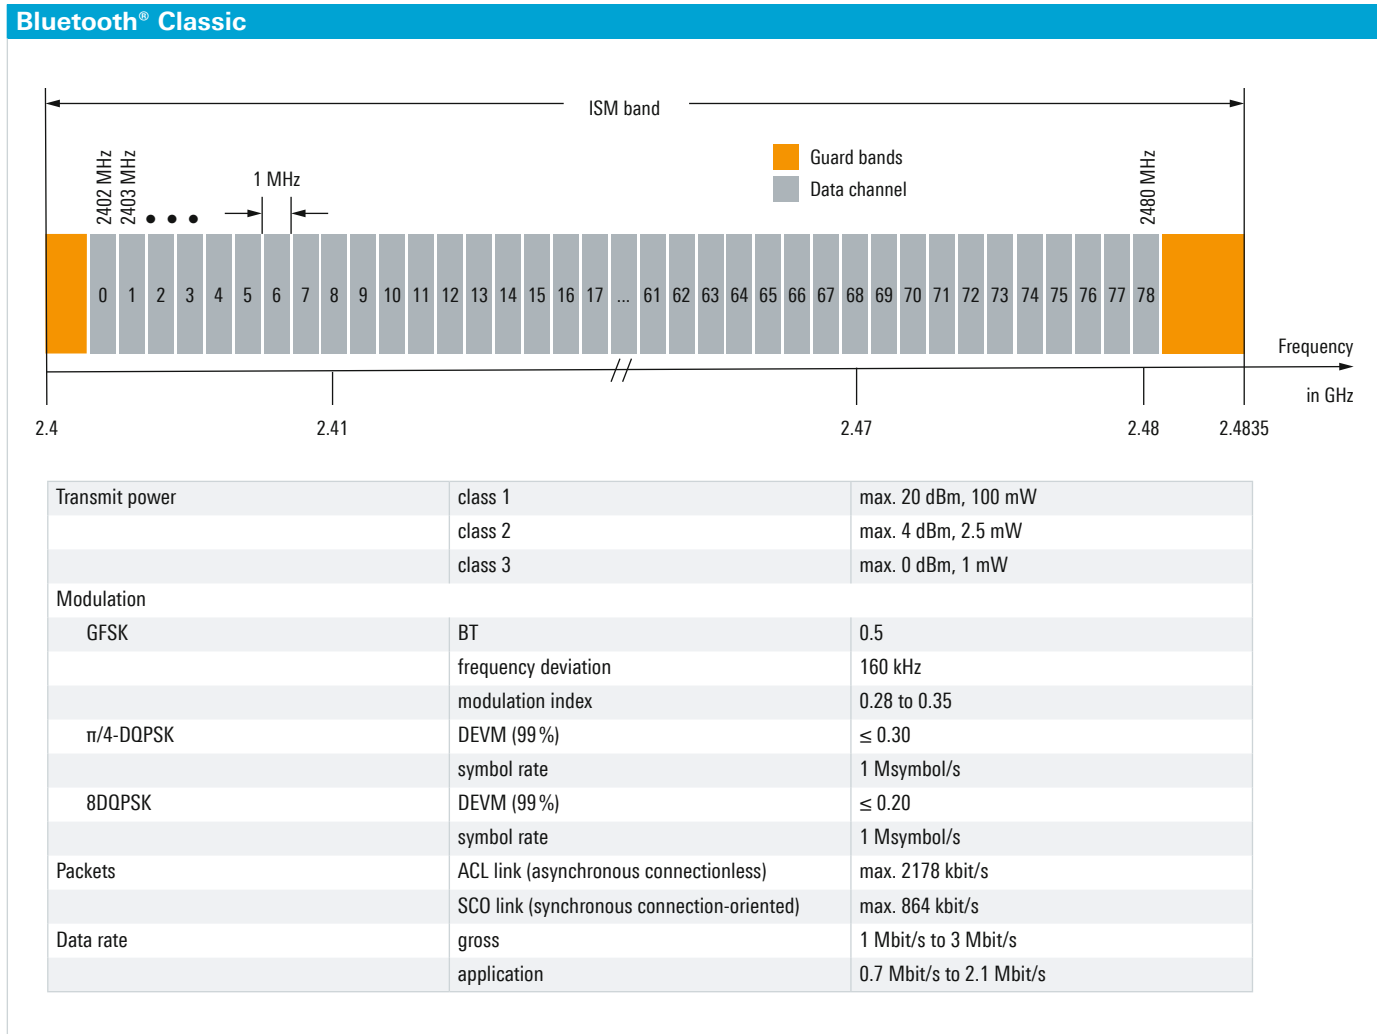 Bluetooth® Classic
ISM band
2402 MHz
2403 MHz
1 MHz
Guard bands
Data channel
2480 MHz
0 1 2 3 4 5 6 7 8 9 10 11 12 13 14 15 16 17 ... 61 62 63 64 65 66 67 68 69 70 71 72 73 74 75 76 77 78
Frequency
in GHz
2.4 2.41 2.47 2.48 2.4835
Transmit power class 1 max. 20 dBm, 100 mW
class 2 max. 4 dBm, 2.5 mW
class 3 max. 0 dBm, 1 mW
Modulation
GFSK BT 0.5
frequency deviation 160 kHz
modulation index 0.28 to 0.35
π/4-DQPSK DEVM (99 %) ≤ 0.30
symbol rate 1 Msymbol/s
8DQPSK DEVM (99 %) ≤ 0.20
symbol rate 1 Msymbol/s
Packets ACL link (asynchronous connectionless) max. 2178 kbit/s
SCO link (synchronous connection-oriented) max. 864 kbit/s
Data rate gross 1 Mbit/s to 3 Mbit/s
application 0.7 Mbit/s to 2.1 Mbit/s